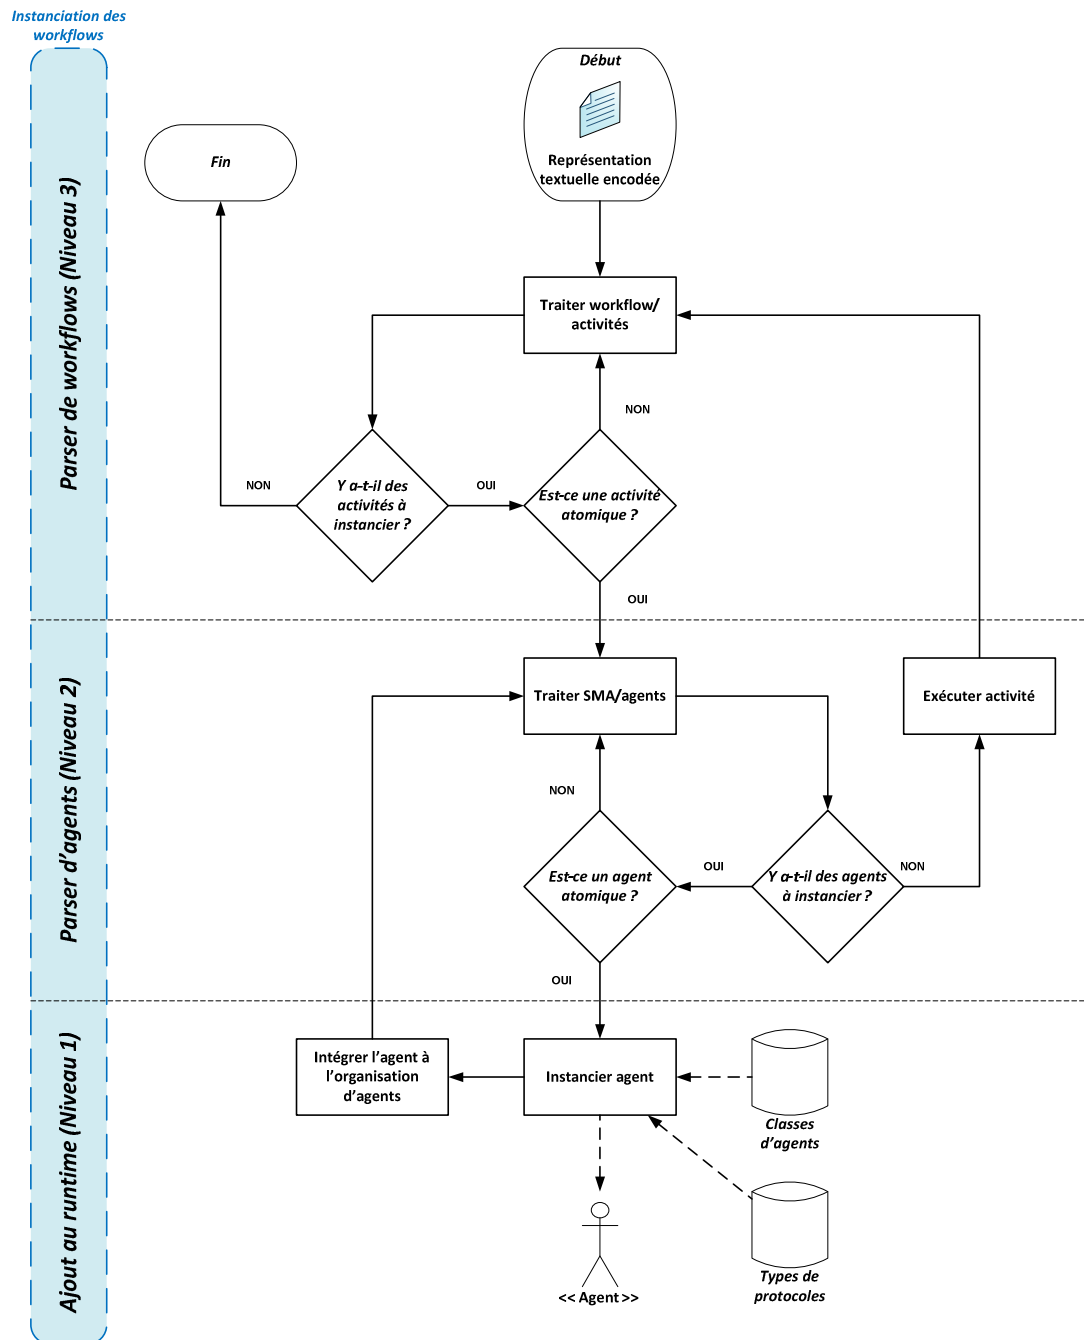 Instanciation des
workflows
Début
Représentation
textuelle encodée
Fin
Parser de workflows (Niveau 3)
Traiter workflow/
activités
NON
Y a-t-il des
activités à
instancier ?
NON
OUI
Est-ce une activité
atomique ?
OUI
Parser d’agents (Niveau 2)
Traiter SMA/agents
Exécuter activité
NON
Est-ce un agent
atomique ?
OUI
Y a-t-il des agents
à instancier ?
NON
OUI
Ajout au runtime (Niveau 1)
Intégrer l’agent à
l’organisation
d’agents
Instancier agent
Classes
d’agents
Types de
protocoles
<< Agent >>